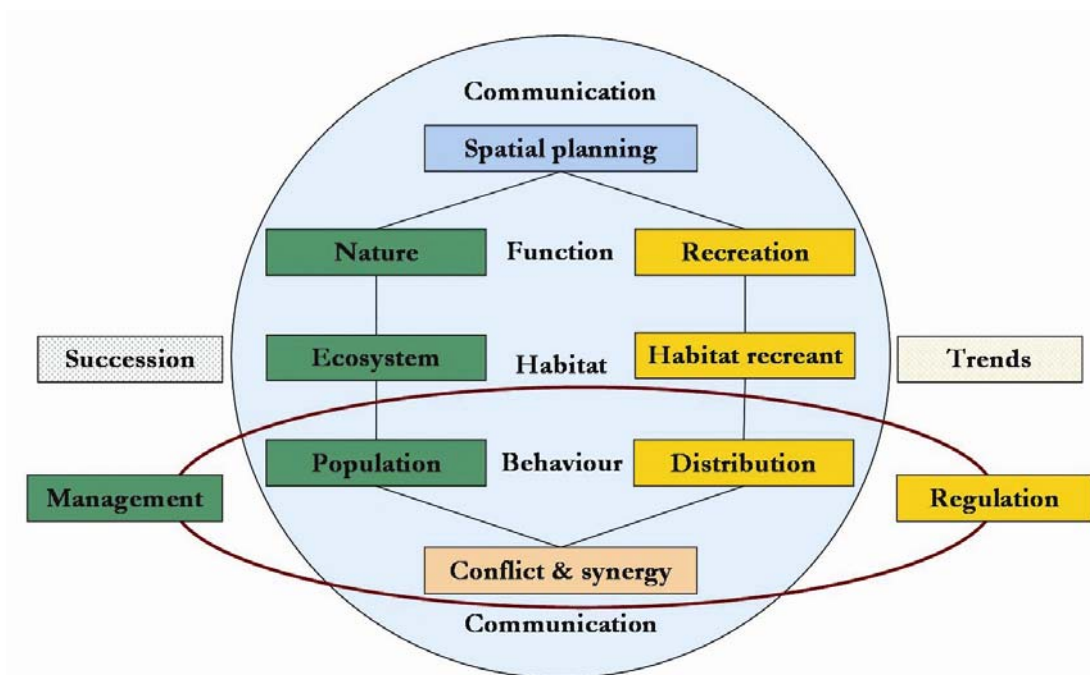 Communication
Spatial planning
Nature
Function
Recreation
Succession
Ecosystem
Habitat
Habitat recreant
Trends
Management
Population
Behaviour
Distribution
Regulation
Conflict & synergy
Communication